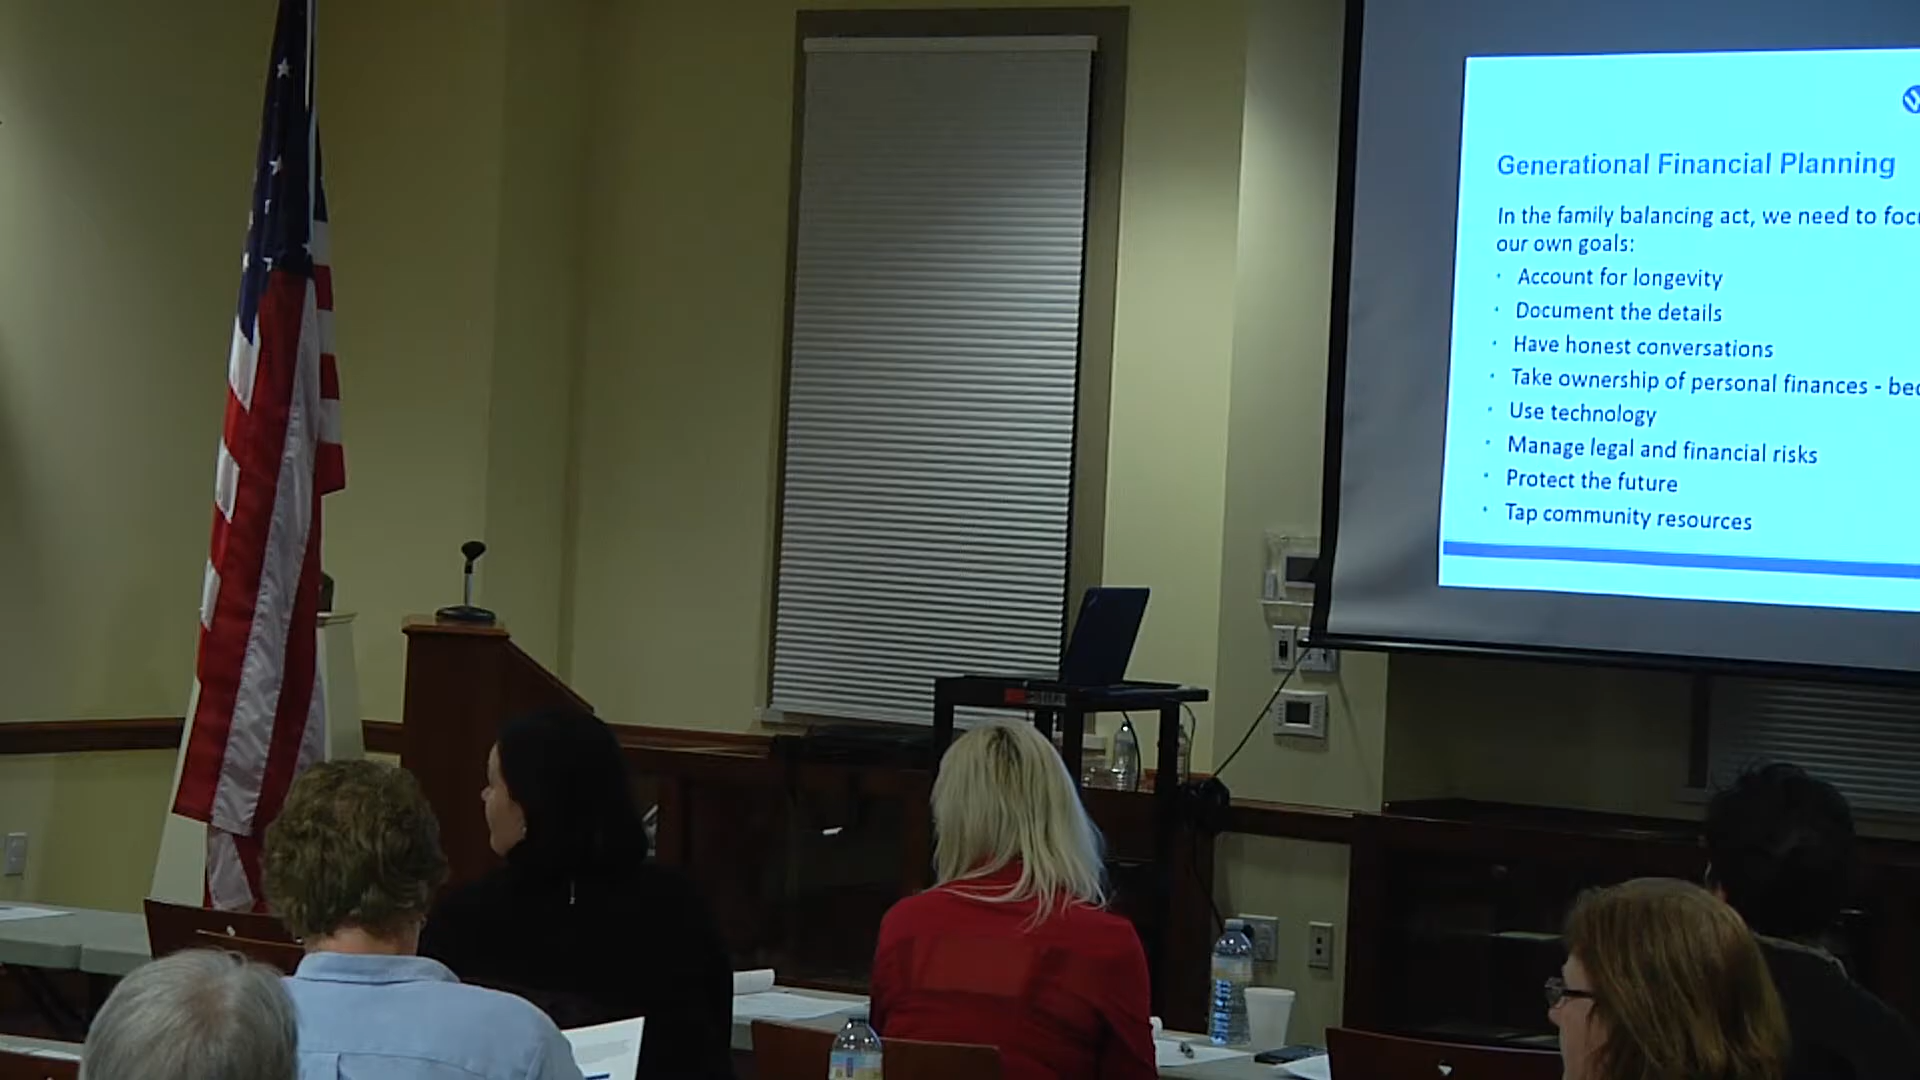 Generational Financial Planning
In the family balancing act, we need to
our own goals:
· Account for longevity
· Document the details
· Have honest conversations
· Take ownership of personal finances -
· Use technology
· Manage legal and financial risks
· Protect the future
· Tap community resources